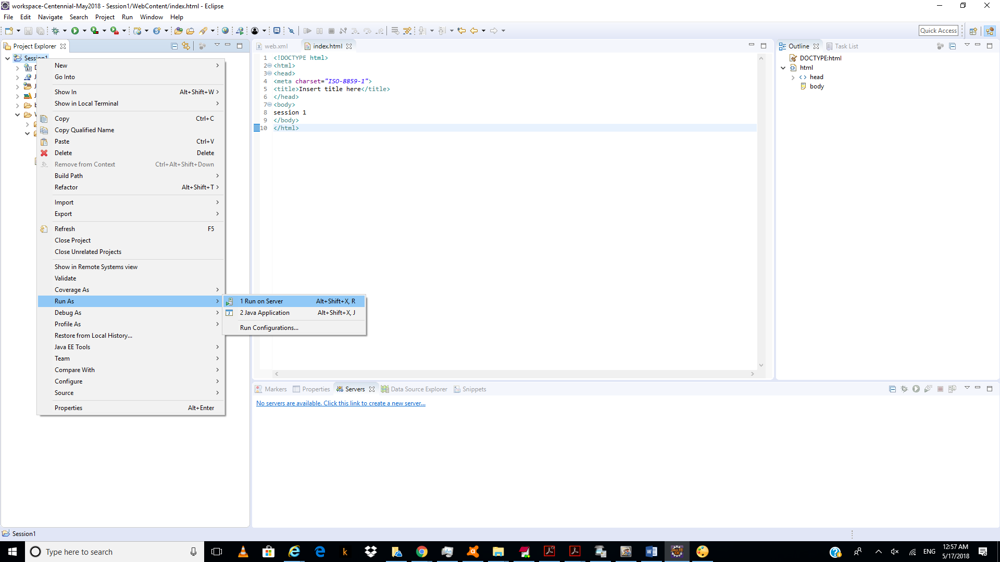 workspace-Centennial-May2018 - Session1/WebContent/index.html - Eclipse
File Edit Navigate Search Project Run Window Help
Quick Access
Project Explorer
web.xml index.html
Outline Task List
Session1
New
Go Into
Show In Alt+Shift+W
Show in Local Terminal
Copy Ctrl+C
Copy Qualified Name
Paste Ctrl+V
Delete Delete
Remove from Context Ctrl+Alt+Shift+Down
Build Path
Refactor Alt+Shift+T
Import
Export
Refresh F5
Close Project
Close Unrelated Projects
Show in Remote Systems view
Validate
Coverage As
Run As
Debug As
Profile As
Restore from Local History...
Java EE Tools
Team
Compare With
Configure
Source
Properties Alt+Enter
1 Run on Server Alt+Shift+X, R
2 Java Application Alt+Shift+X, J
Run Configurations...
1 <!DOCTYPE html>
2 <html>
3 <head>
4 <meta charset="ISO-8859-1">
5 <title>Insert title here</title>
6 </head>
7 <body>
8 session 1
9 </body>
10 </html>
DOCTYPE:html
html
head
body
Markers Properties Servers Data Source Explorer Snippets
No servers are available. Click this link to create a new server...
Session1
Type here to search
ENG
12:57 AM
5/17/2018